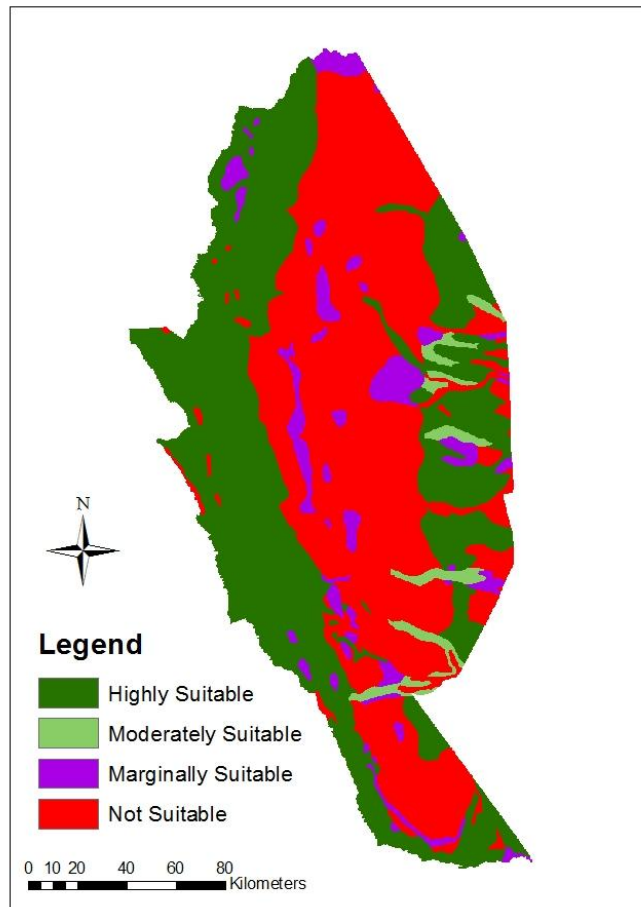 N
Legend
Highly Suitable
Moderately Suitable
Marginally Suitable
Not Suitable
0 10 20 40 60 80
Kilometers